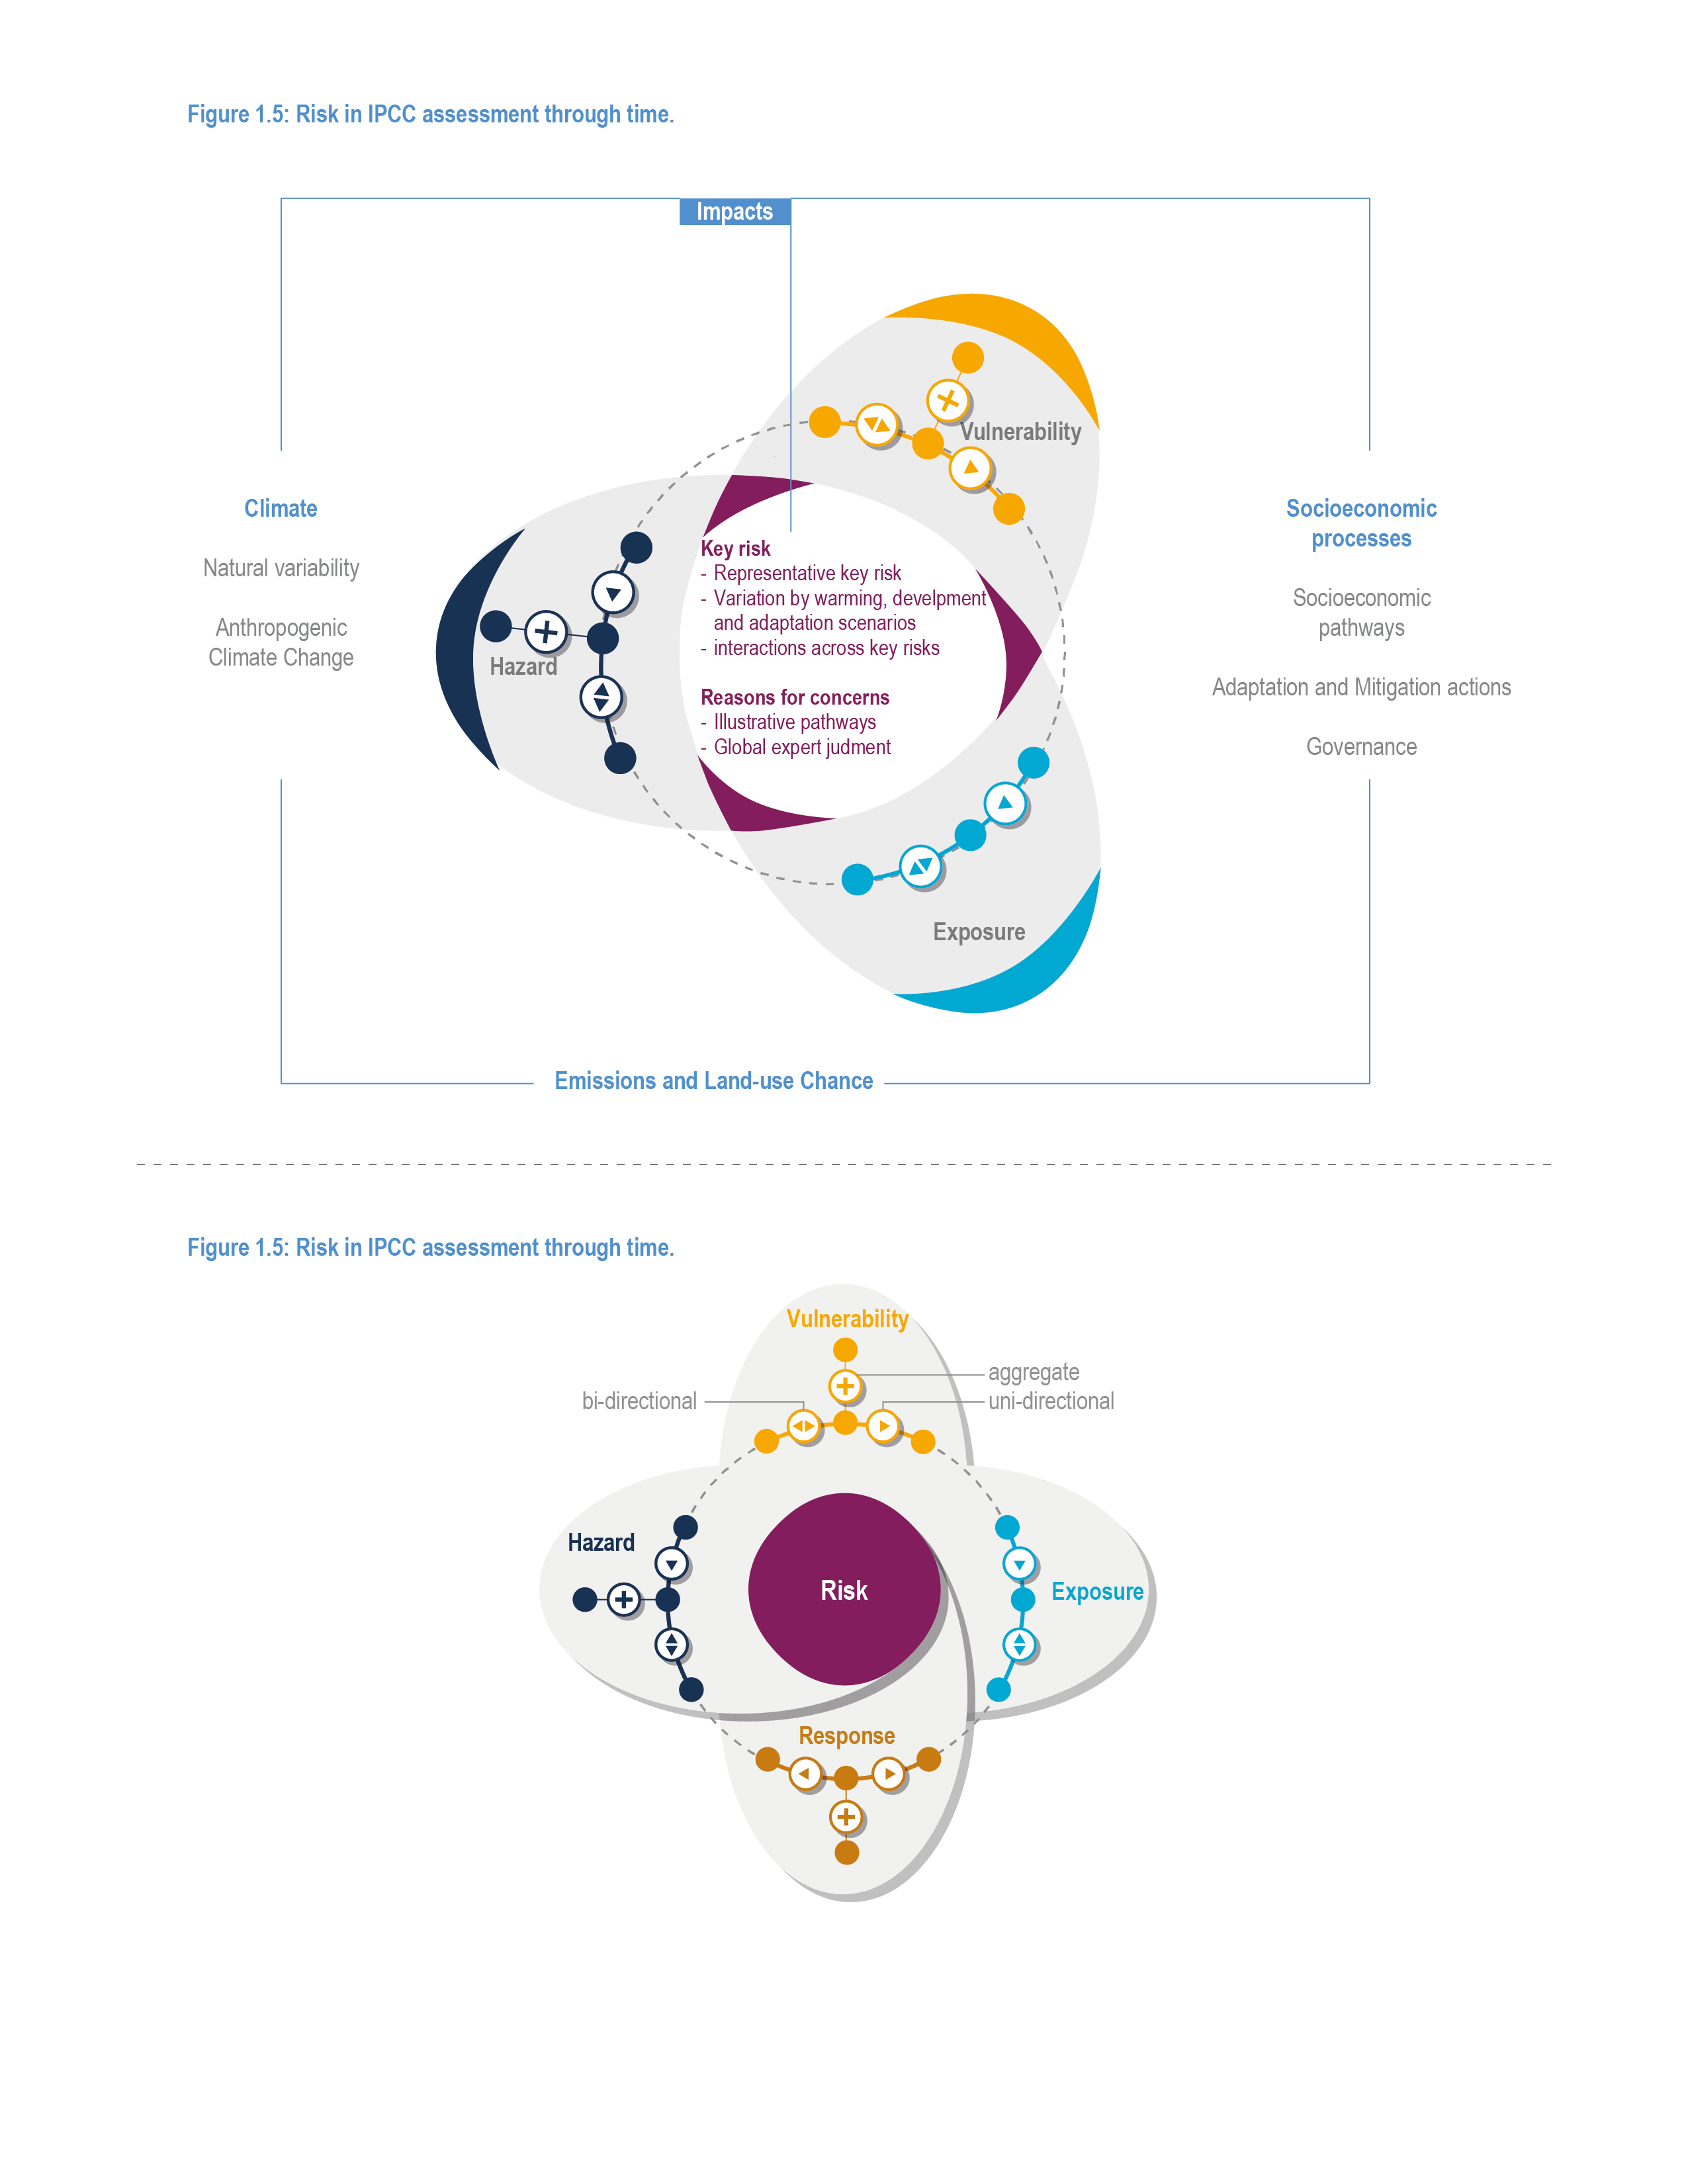 Figure 1.5: Risk in IPCC assessment through time.
Impacts
Vulnerability
Climate
Natural variability
Anthropogenic
Climate Change
Hazard
Key risk
- Representative key risk
- Variation by warming, develpment
and adaptation scenarios
- interactions across key risks
Reasons for concerns
- Illustrative pathways
- Global expert judgment
Socioeconomic
processes
Socioeconomic
pathways
Adaptation and Mitigation actions
Governance
Exposure
Emissions and Land-use Chance
Figure 1.5: Risk in IPCC assessment through time.
Vulnerability
aggregate
bi-directional
uni-directional
Hazard
Risk
Exposure
Response